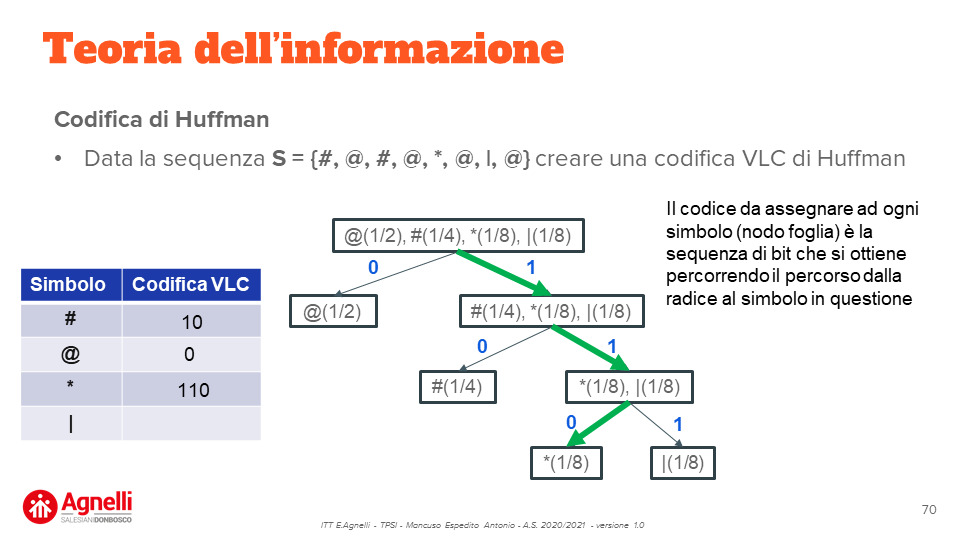 Teoria dell'informazione
Codifica di Huffman
• Data la sequenza S = {#, @, #, @, *, @, |, @} creare una codifica VLC di Huffman
Il codice da assegnare ad ogni
simbolo (nodo foglia) è la
sequenza di bit che si ottiene
percorrendo il percorso dalla
radice al simbolo in questione
@(1/2), #(1/4), *(1/8), |(1/8)
0 1
@(1/2) #(1/4), *(1/8), |(1/8)
0 1
#(1/4) *(1/8), |(1/8)
0 1
*(1/8) |(1/8)
Simbolo Codifica VLC
# 10
@ 0
* 110
|
Agnelli
SALESIANI DONBOSCO
ITT E.Agnelli - TPSI - Mancuso Espedito Antonio - A.S. 2020/2021 - versione 1.0
70